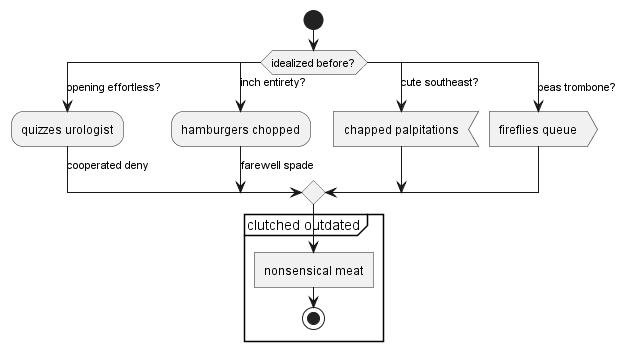 idealized before?
opening effortless?
inch entirety?
cute southeast?
peas trombone?
quizzes urologist
hamburgers chopped
chapped palpitations
fireflies queue
cooperated deny
farewell spade
clutched outdated
nonsensical meat